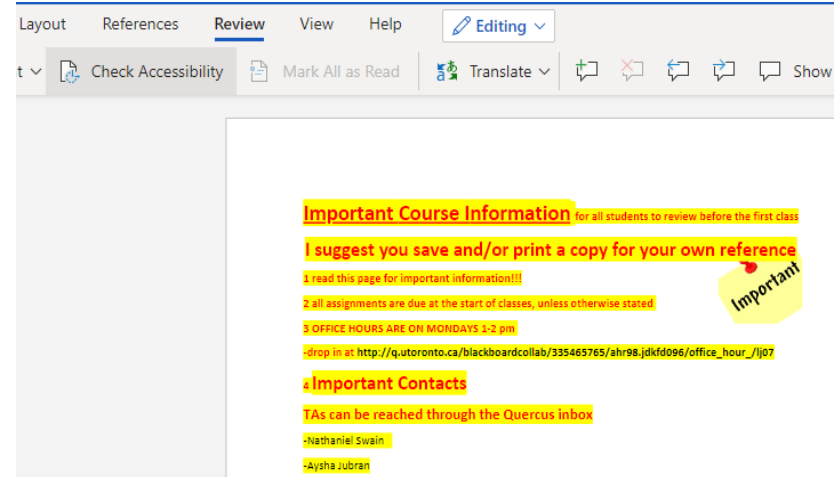 Layout References Review View Help Editing
t Check Accessibility Mark All as Read Translate Show
Important Course Information for all students to review before the first class
I suggest you save and/or print a copy for your own reference
1 read this page for important information!!!
Important
2 all assignments are due at the start of classes, unless otherwise stated
3 OFFICE HOURS ARE ON MONDAYS 1-2 pm
-drop in at http://q.utoronto.ca/blackboardcollab/335465765/ahr98.jdkfd096/office_hour_/lj07
4 Important Contacts
TAs can be reached through the Quercus inbox
-Nathaniel Swain
-Aysha Jubran